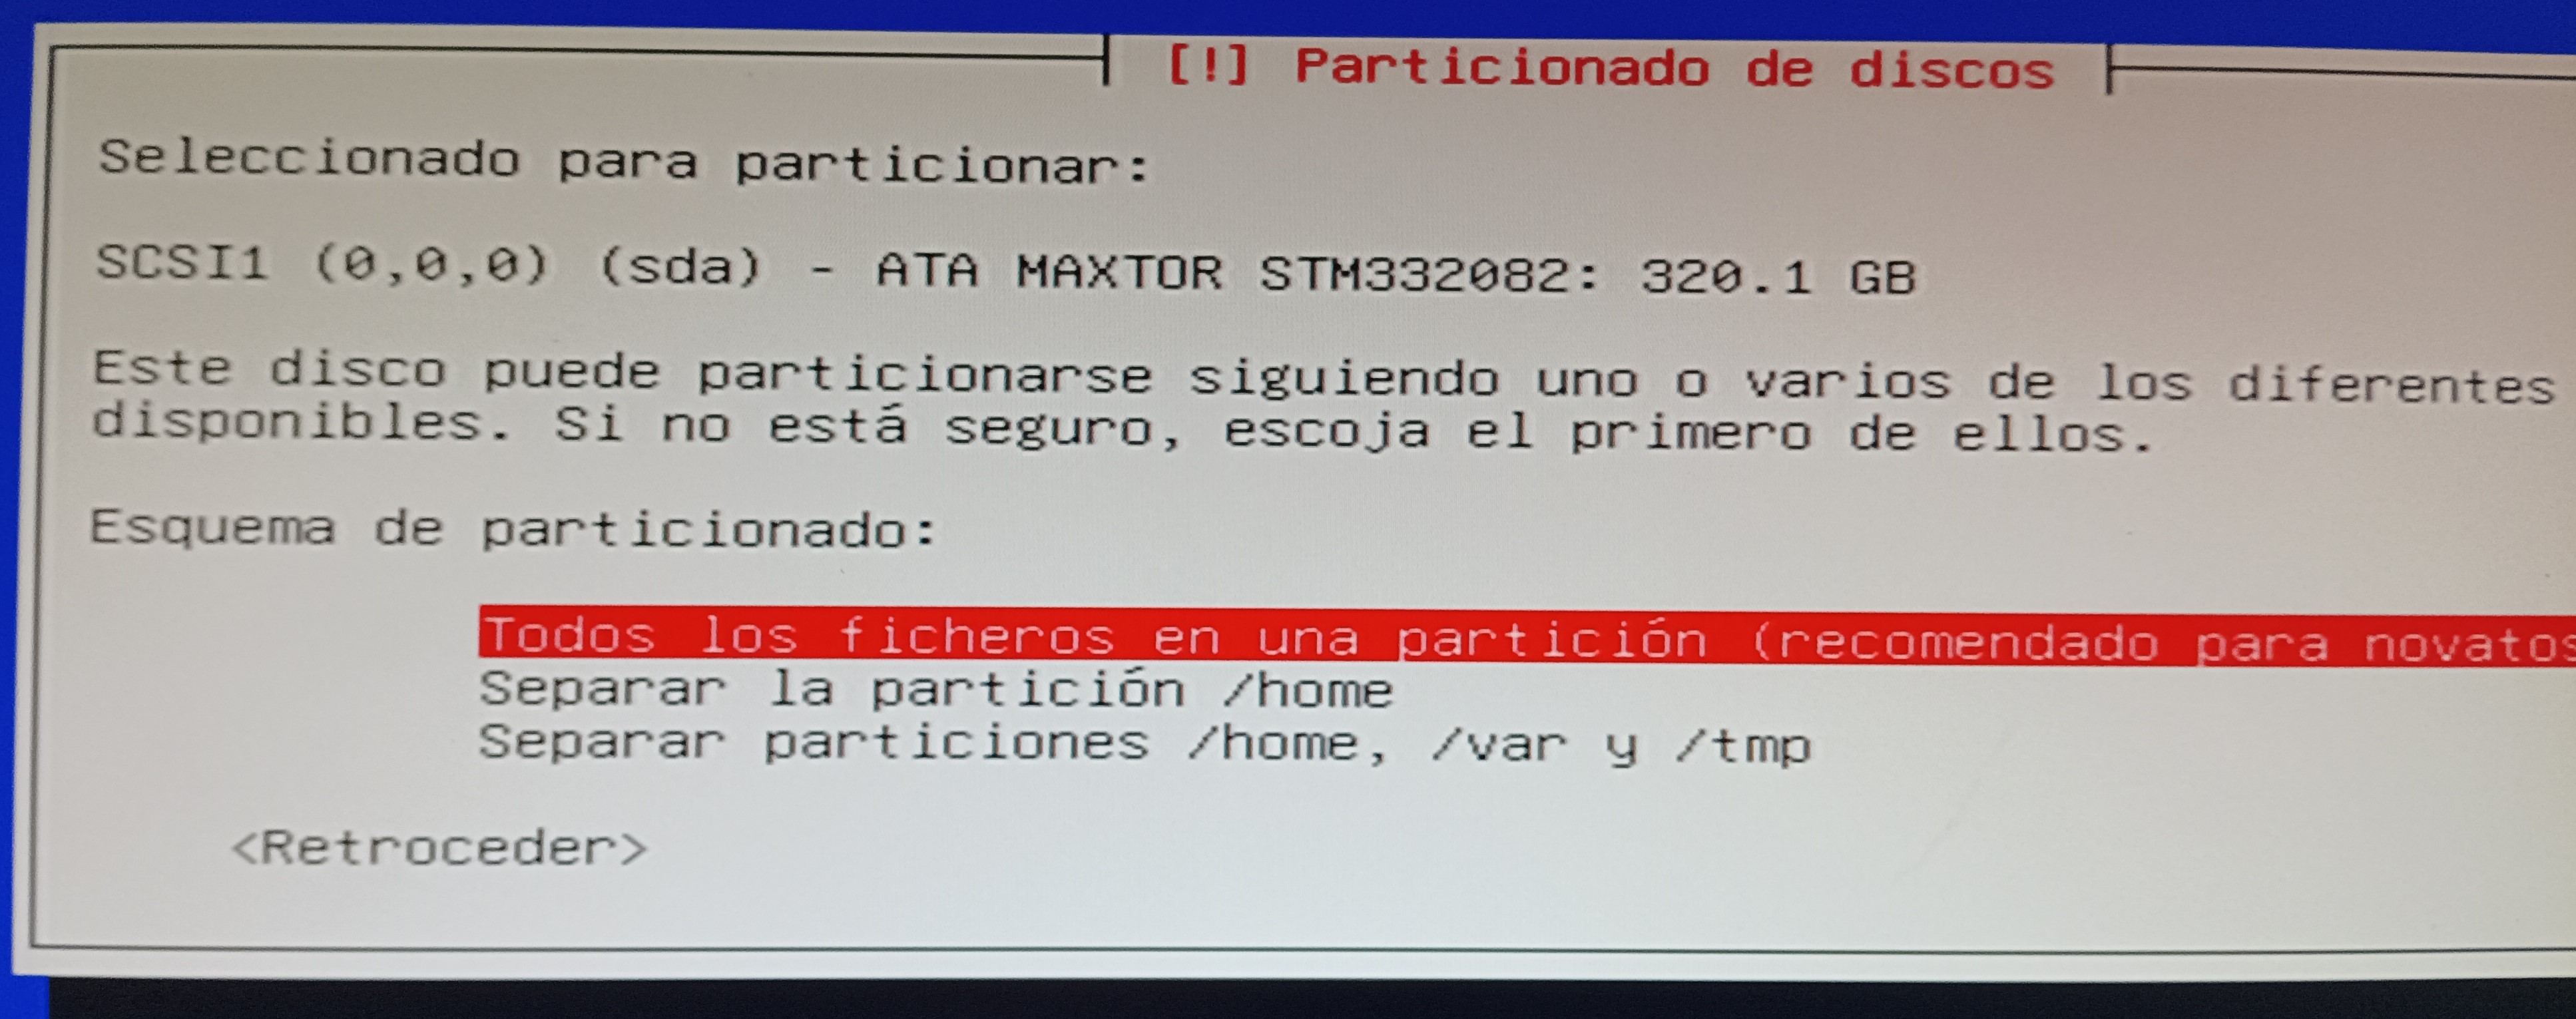 [!] Particionado de discos
Seleccionado para particionar:
SCSI1 (0,0,0) (sda) - ATA MAXTOR STM332082: 320.1 GB
Este disco puede particionarse siguiendo uno o varios de los diferentes
disponibles. Si no está seguro, escoja el primero de ellos.
Esquema de particionado:
Todos los ficheros en una partición (recomendado para novatos
Separar la partición /home
Separar particiones /home, /var y /tmp
<Retroceder>